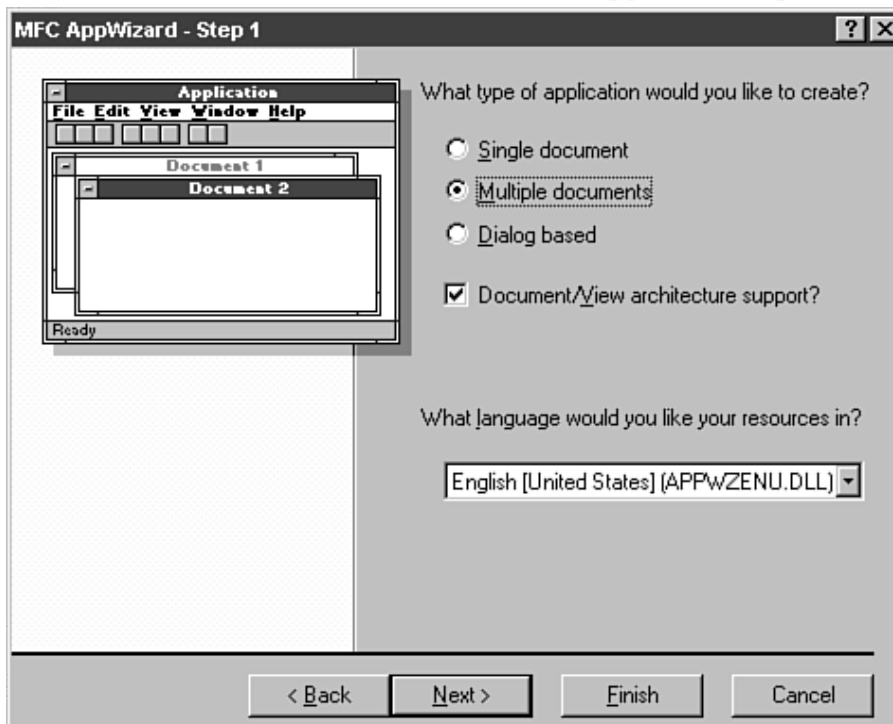 MFC AppWizard - Step 1
? X
Application
File Edit View Window Help
Document 1
Document 2
Ready
What type of application would you like to create?
Single document
Multiple documents
Dialog based
Document/View architecture support?
What language would you like your resources in?
English [United States] (APPWZENU.DLL)
< Back Next > Finish Cancel